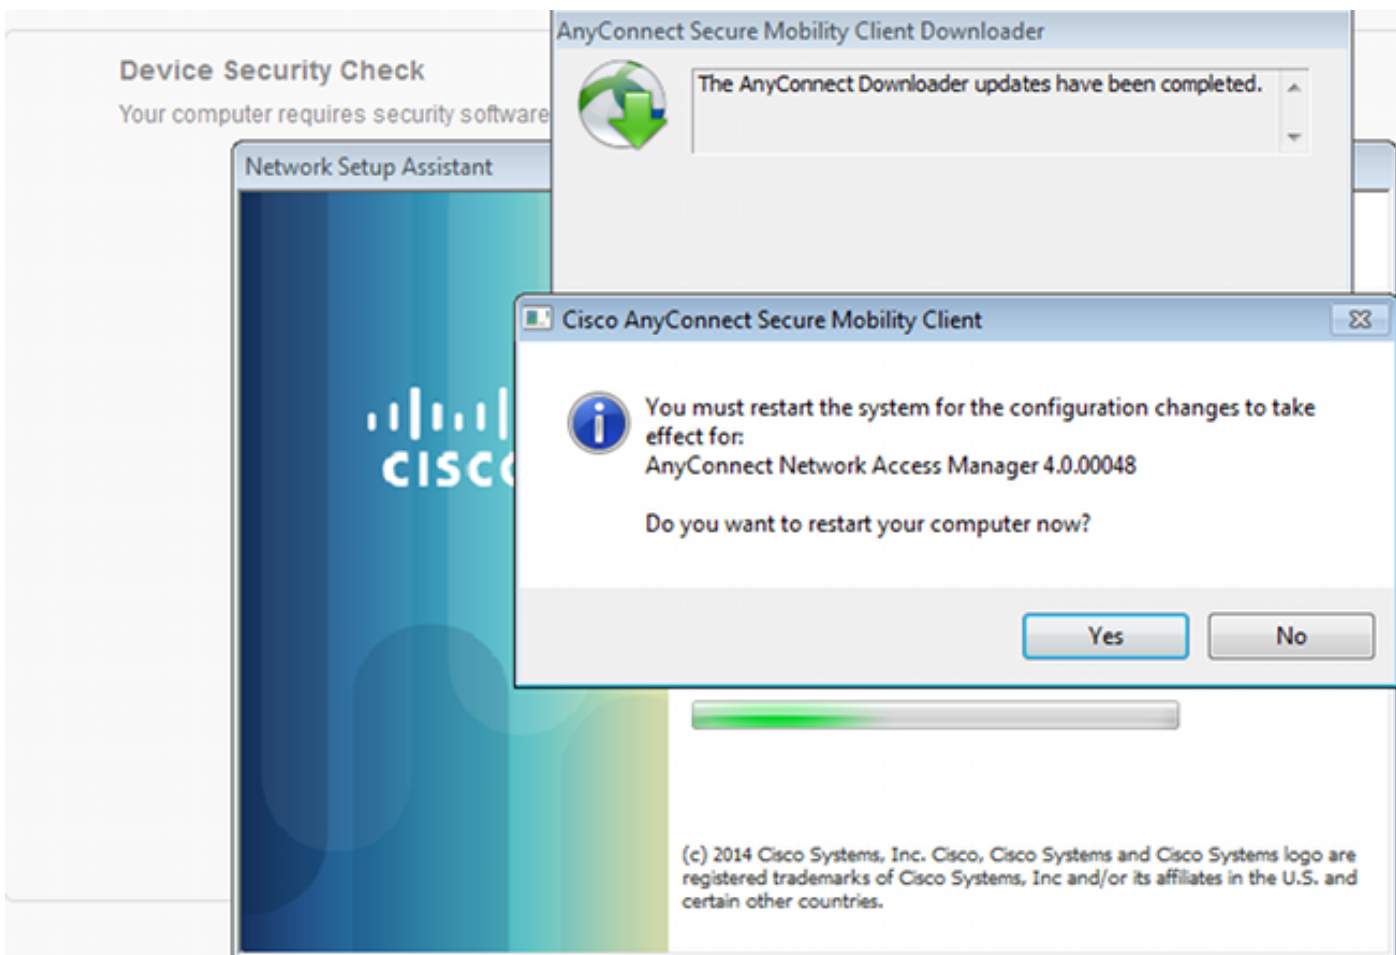 AnyConnect Secure Mobility Client Downloader
Device Security Check
Your computer requires security software
The AnyConnect Downloader updates have been completed.
Network Setup Assistant
Cisco AnyConnect Secure Mobility Client
You must restart the system for the configuration changes to take
effect for:
AnyConnect Network Access Manager 4.0.00048
Do you want to restart your computer now?
Yes
No
CISC
(c) 2014 Cisco Systems, Inc. Cisco, Cisco Systems and Cisco Systems logo are
registered trademarks of Cisco Systems, Inc and/or its affiliates in the U.S. and
certain other countries.